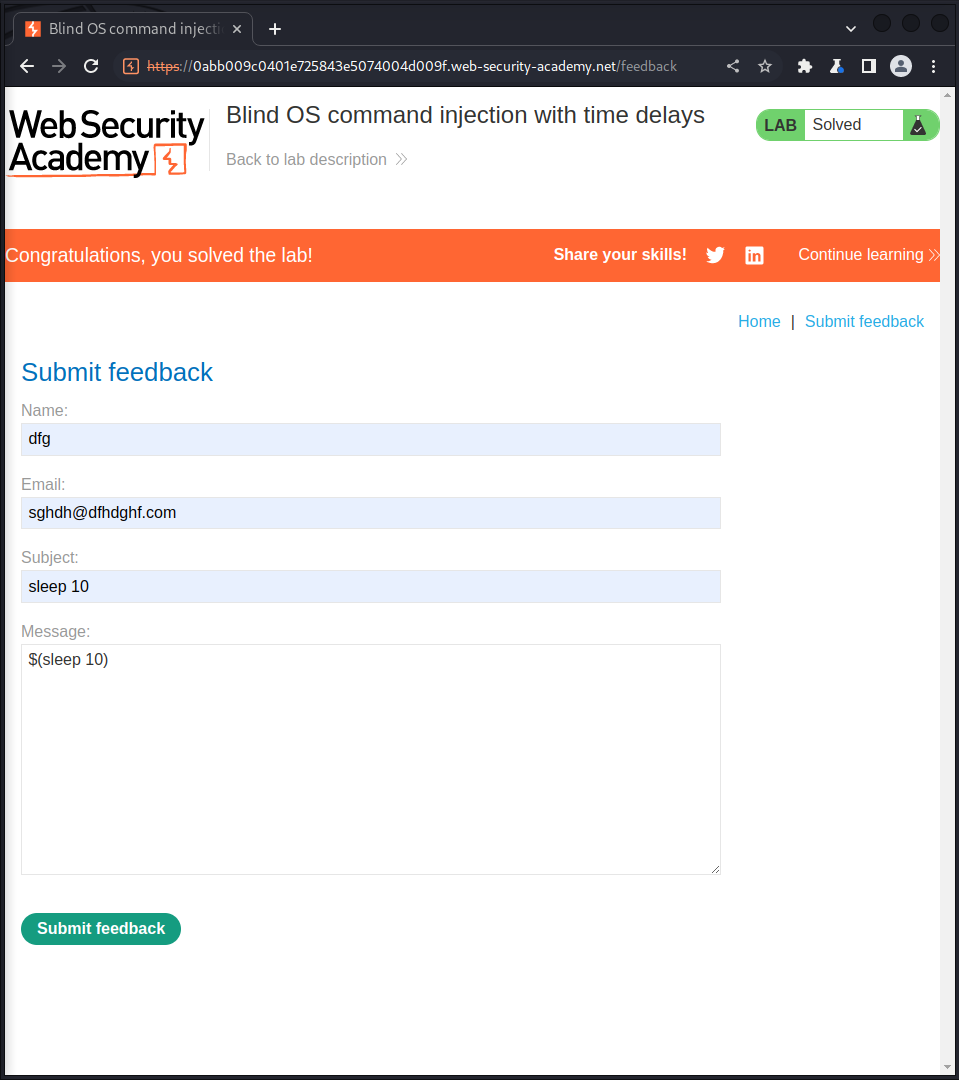 Blind OS command injecti
https://0abb009c0401e725843e5074004d009f.web-security-academy.net/feedback
Web Security
Academy
Blind OS command injection with time delays
Back to lab description
LAB Solved
Congratulations, you solved the lab!
Share your skills!
Continue learning
Home | Submit feedback
Submit feedback
Name:
dfg
Email:
sghdh@dfhdghf.com
Subject:
sleep 10
Message:
$(sleep 10)
Submit feedback